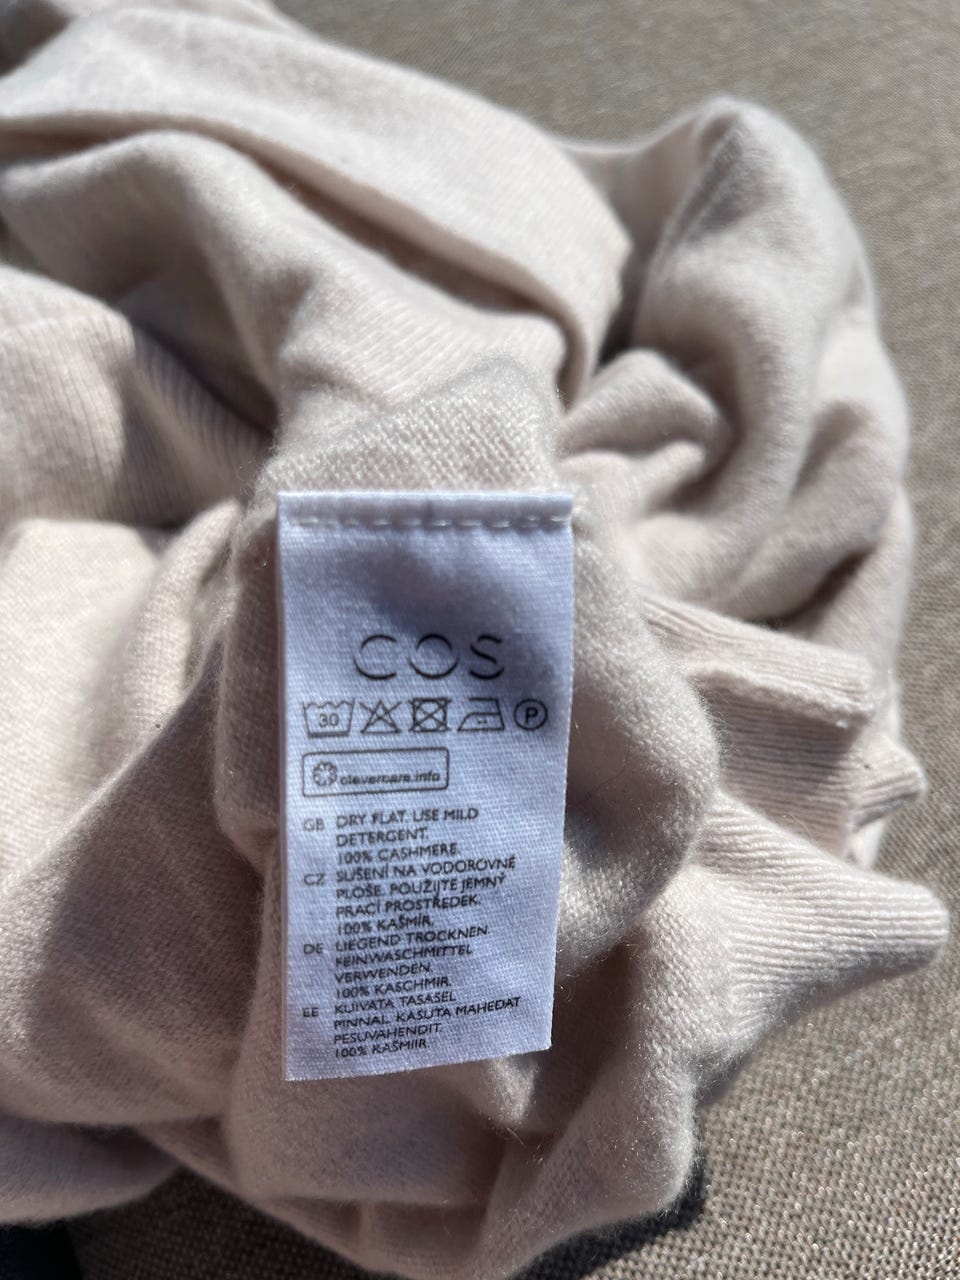 COS
30 P
clevercare.info
GB DRY FLAT. USE MILD
DETERGENT.
100% CASHMERE.
CZ SUŠENÍ NA VODOROVNÉ
PLOŠE. POUŽIJTE JEMNÝ
PRACÍ PROSTŘEDEK.
100% KAŠMÍR.
DE LIEGEND TROCKNEN.
FEINWASCHMITTEL
VERWENDEN.
100% KASCHMIR.
EE KUIVATA TASASEL
PINNAL. KASUTA MAHEDAT
PESUVAHENDIT.
100% KAŠMIIR.